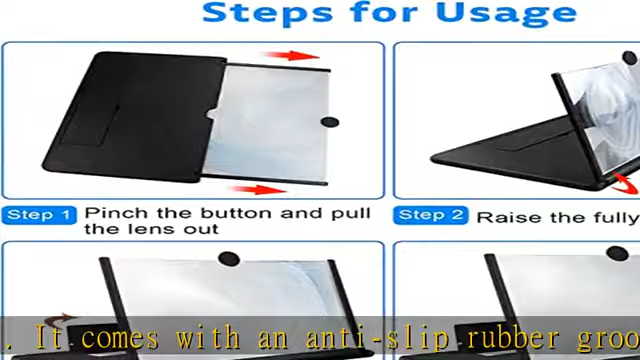 Steps for Usage
Step 1
Pinch the button and pull
the lens out
Step 2
Raise the fully
. It comes with an anti-slip rubber groo